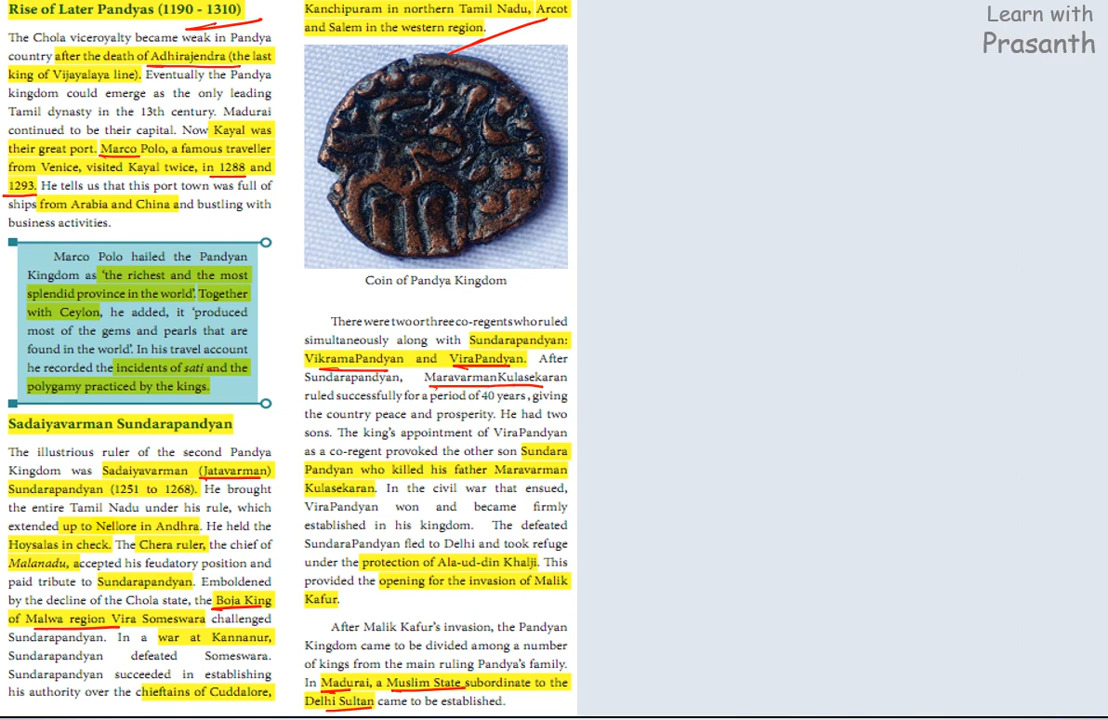 Rise of Later Pandyas (1190 - 1310)
The Chola viceroyalty became weak in Pandya
country after the death of Adhirajendra (the last
king of Vijayalaya line). Eventually the Pandya
kingdom could emerge as the only leading
Tamil dynasty in the 13th century. Madurai
continued to be their capital. Now Kayal was
their great port. Marco Polo, a famous traveller
from Venice, visited Kayal twice, in 1288 and
1293. He tells us that this port town was full of
ships from Arabia and China and bustling with
business activities.
Marco Polo hailed the Pandyan
Kingdom as ‘the richest and the most
splendid province in the world’. Together
with Ceylon, he added, it ‘produced
most of the gems and pearls that are
found in the world’. In his travel account
he recorded the incidents of sati and the
polygamy practiced by the kings.
Sadaiyavarman Sundarapandyan
The illustrious ruler of the second Pandya
Kingdom was Sadaiyavarman (Jatavarman)
Sundarapandyan (1251 to 1268). He brought
the entire Tamil Nadu under his rule, which
extended up to Nellore in Andhra. He held the
Hoysalas in check. The Chera ruler, the chief of
Malanadu, accepted his feudatory position and
paid tribute to Sundarapandyan. Emboldened
by the decline of the Chola state, the Boja King
of Malwa region Vira Someswara challenged
Sundarapandyan. In a war at Kannanur,
Sundarapandyan defeated Someswara.
Sundarapandyan succeeded in establishing
his authority over the chieftains of Cuddalore,
Kanchipuram in northern Tamil Nadu, Arcot
and Salem in the western region.
Coin of Pandya Kingdom
There were two or three co-regents who ruled
simultaneously along with Sundarapandyan:
VikramaPandyan and ViraPandyan. After
Sundarapandyan, MaravarmanKulasekaran
ruled successfully for a period of 40 years, giving
the country peace and prosperity. He had two
sons. The king’s appointment of ViraPandyan
as a co-regent provoked the other son Sundara
Pandyan who killed his father Maravarman
Kulasekaran. In the civil war that ensued,
ViraPandyan won and became firmly
established in his kingdom. The defeated
SundaraPandyan fled to Delhi and took refuge
under the protection of Ala-ud-din Khalji. This
provided the opening for the invasion of Malik
Kafur.
After Malik Kafur’s invasion, the Pandyan
Kingdom came to be divided among a number
of kings from the main ruling Pandya’s family.
In Madurai, a Muslim State subordinate to the
Delhi Sultan came to be established.
Learn with
Prasanth